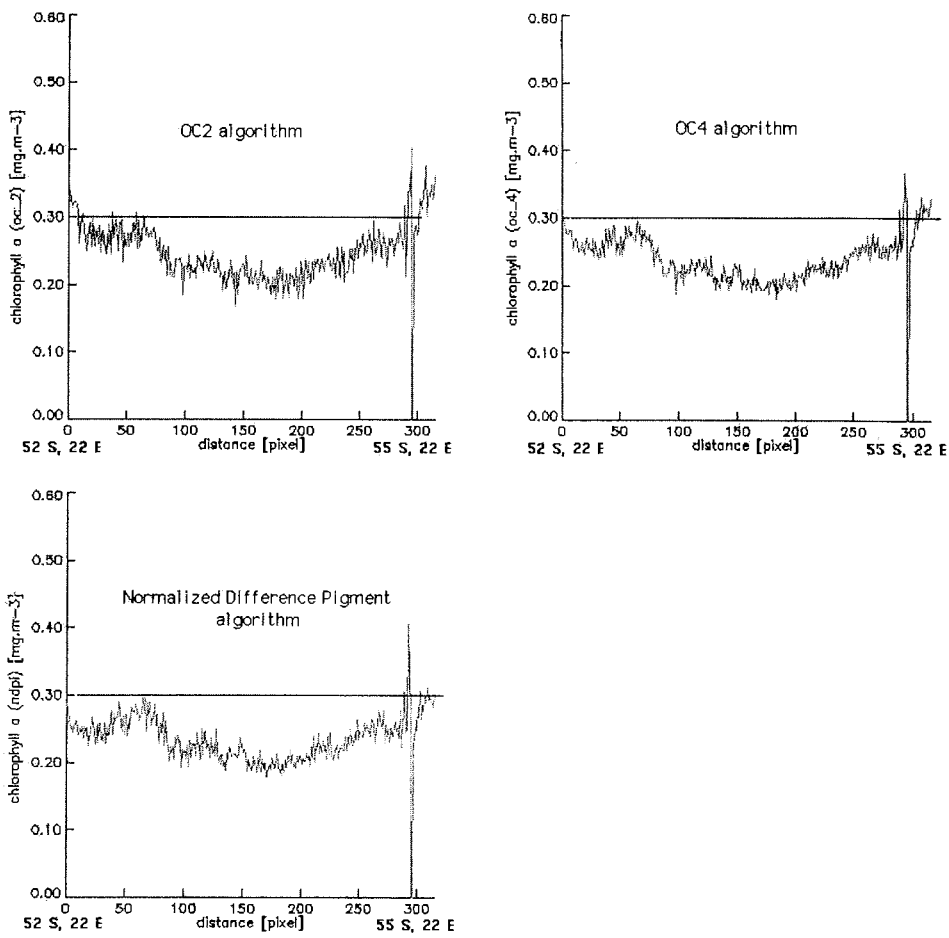 0.60
0.50
0.40
0.30
0.20
0.10
0.00
chlorophyll a (oc_2) [mg.m-3]
OC2 algorithm
0 50 100 150 200 250 300
distance [pixel]
52 S, 22 E
55 S, 22 E
0.60
0.50
0.40
0.30
0.20
0.10
0.00
chlorophyll a (oc_4) [mg.m-3]
OC4 algorithm
0 50 100 150 200 250 300
distance [pixel]
52 S, 22 E
55 S, 22 E
0.60
0.50
0.40
0.30
0.20
0.10
0.00
chlorophyll a (ndpi) [mg.m-3]
Normalized Difference Pigment
algorithm
0 50 100 150 200 250 300
distance [pixel]
52 S, 22 E
55 S, 22 E